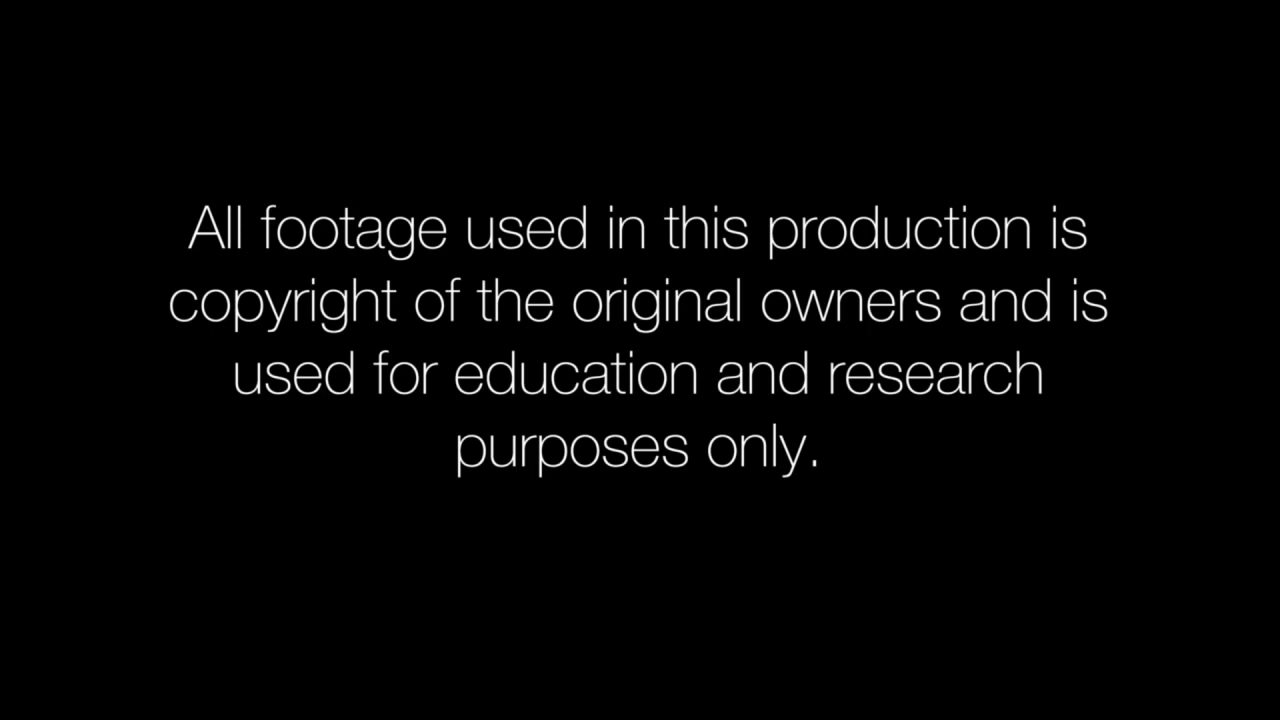 All footage used in this production is
copyright of the original owners and is
used for education and research
purposes only.